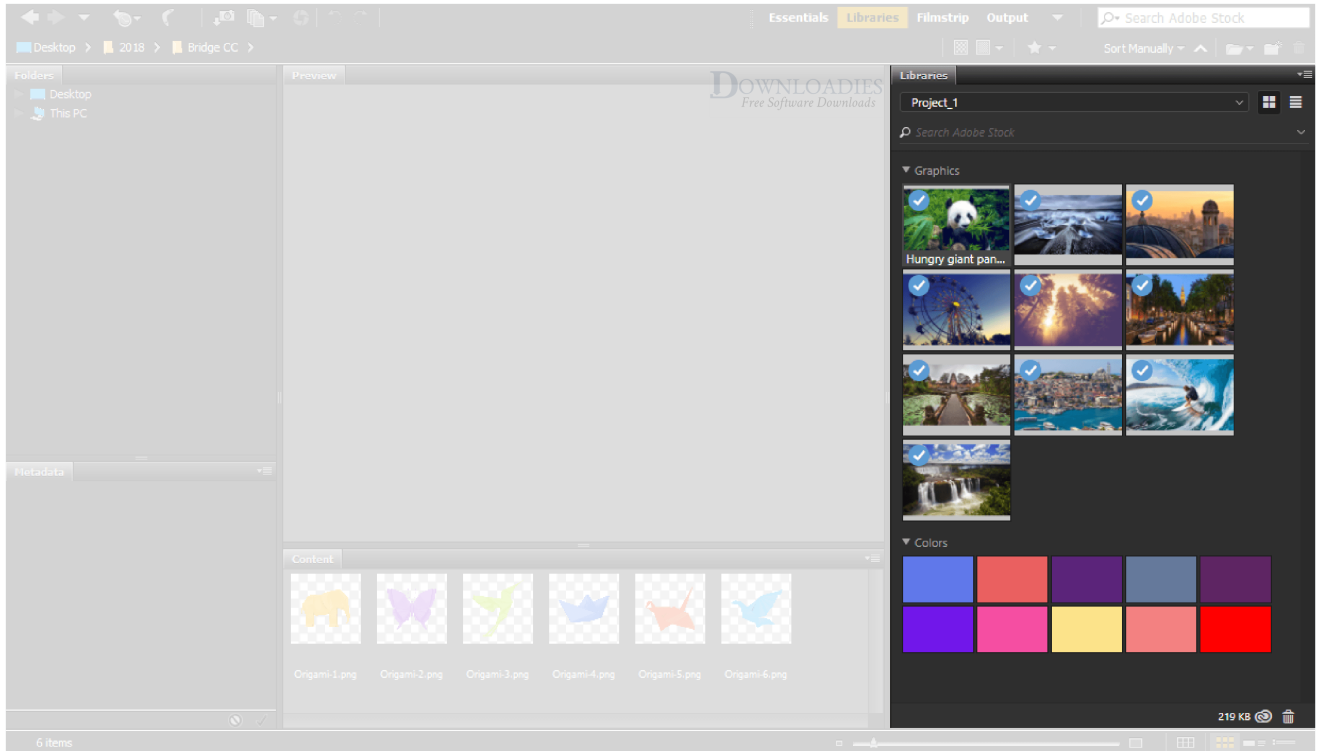 Essentials Libraries Filmstrip Output Search Adobe Stock
Desktop > 2018 > Bridge CC > Sort Manually
Folders
Desktop
This PC
Metadata
Preview
DOWNLOADIES
Free Software Downloads
Content
Origami-1.png Origami-2.png Origami-3.png Origami-4.png Origami-5.png Origami-6.png
Libraries
Project_1
Search Adobe Stock
Graphics
Hungry giant pan...
Colors
219 KB
6 items